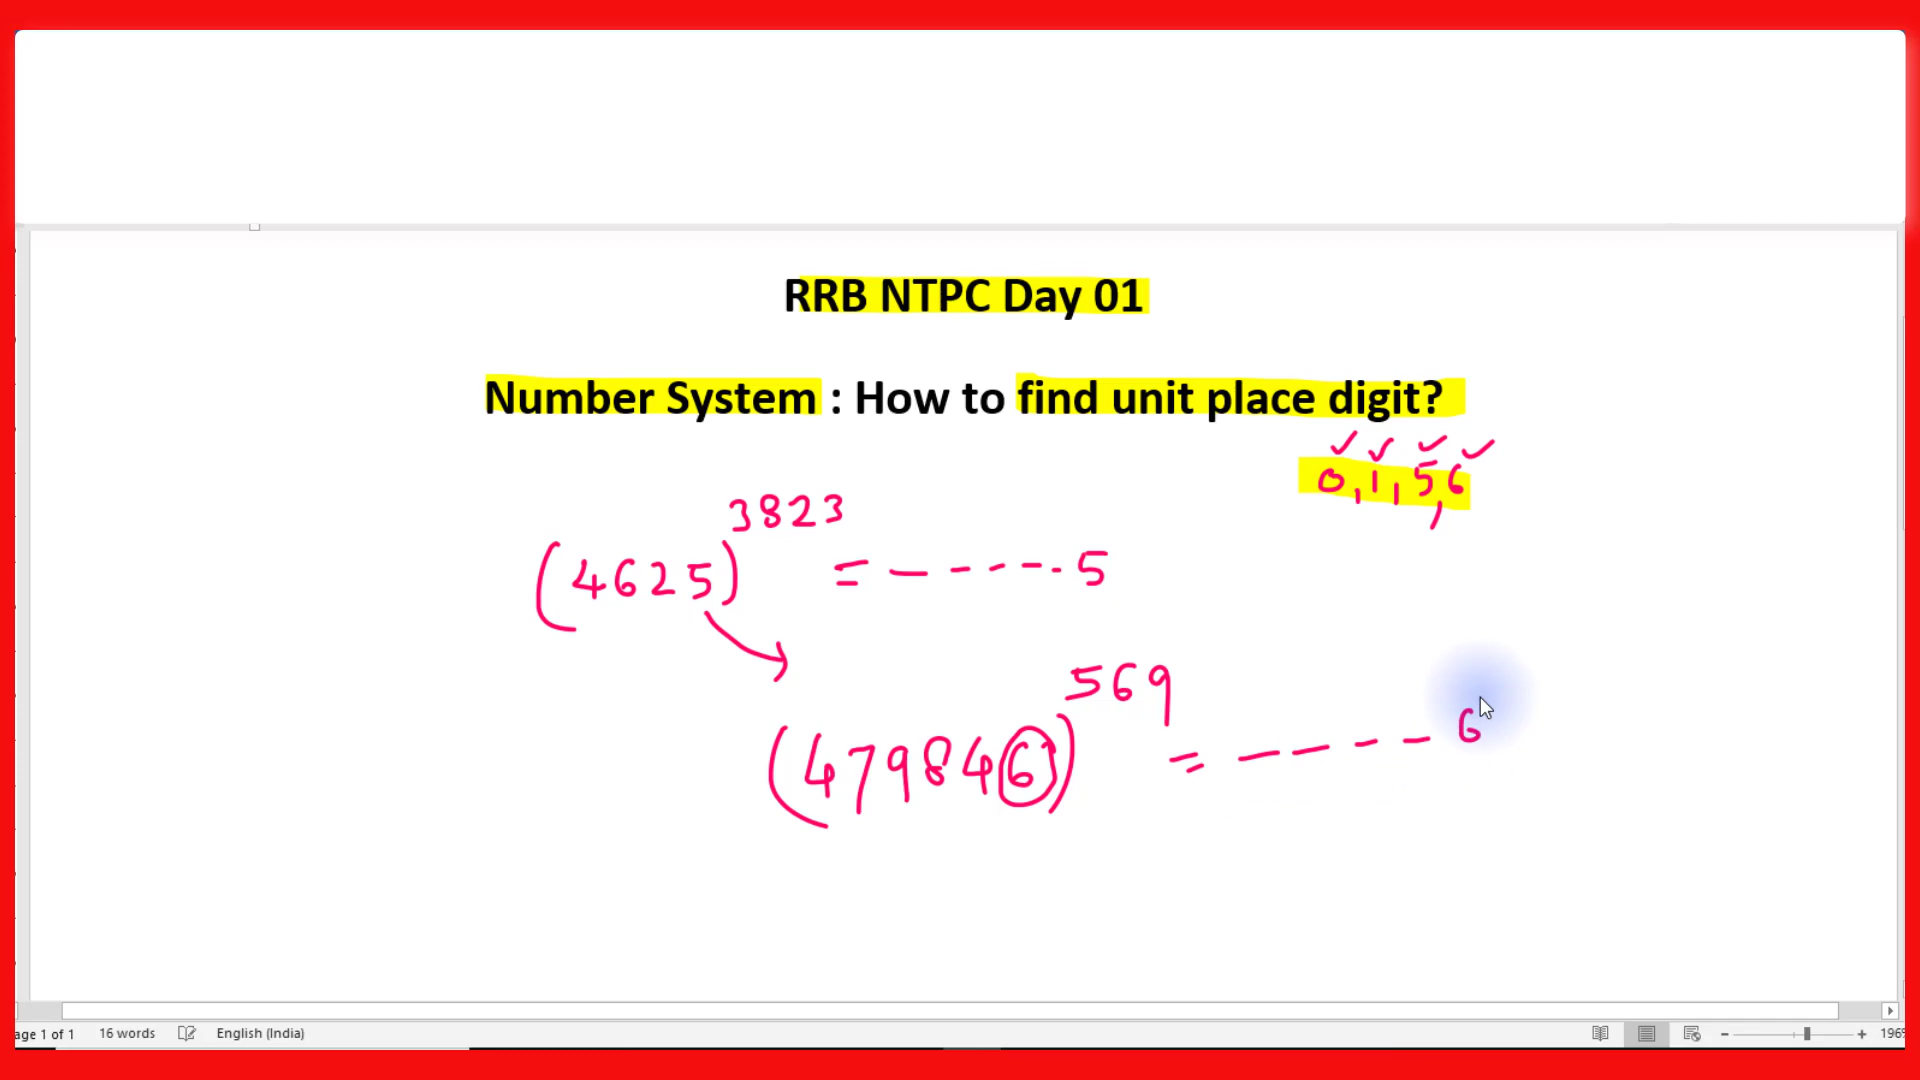 RRB NTPC Day 01
Number System : How to find unit place digit?
0, 1, 5, 6
(4625)^3823 = - - - - - 5
(479846)^569 = - - - - 6
age 1 of 1 16 words English (India) 196%